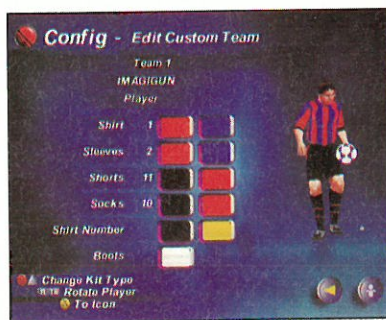 Config - Edit Custom Team
Team 1
IMAGIGUN
Player
Shirt 1
Sleeves 2
Shorts 11
Socks 10
Shirt Number
Boots
Change Kit Type
Rotate Player
To Icon